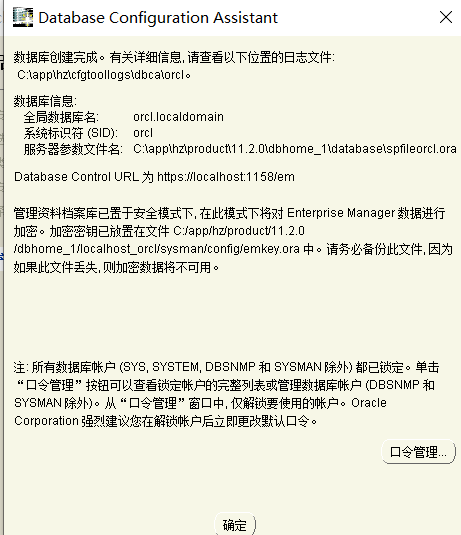 Database Configuration Assistant
数据库创建完成。有关详细信息, 请查看以下位置的日志文件:
C:\app\hz\cfgtoollogs\dbca\orcl。
数据库信息:
全局数据库名: orcl.localdomain
系统标识符 (SID): orcl
服务器参数文件名: C:\app\hz\product\11.2.0\dbhome_1\database\spfileorcl.ora
Database Control URL 为 https://localhost:1158/em
管理资料档案库已置于安全模式下, 在此模式下将对 Enterprise Manager 数据进行
加密。加密密钥已放置在文件 C:/app/hz/product/11.2.0
/dbhome_1/localhost_orcl/sysman/config/emkey.ora 中。请务必备份此文件, 因为
如果此文件丢失, 则加密数据将不可用。
注: 所有数据库帐户 (SYS, SYSTEM, DBSNMP 和 SYSMAN 除外) 都已锁定。单击
“口令管理”按钮可以查看锁定帐户的完整列表或管理数据库帐户 (DBSNMP 和
SYSMAN 除外)。从“口令管理”窗口中, 仅解锁要使用的帐户。Oracle
Corporation 强烈建议您在解锁帐户后立即更改默认口令。
口令管理...
确定